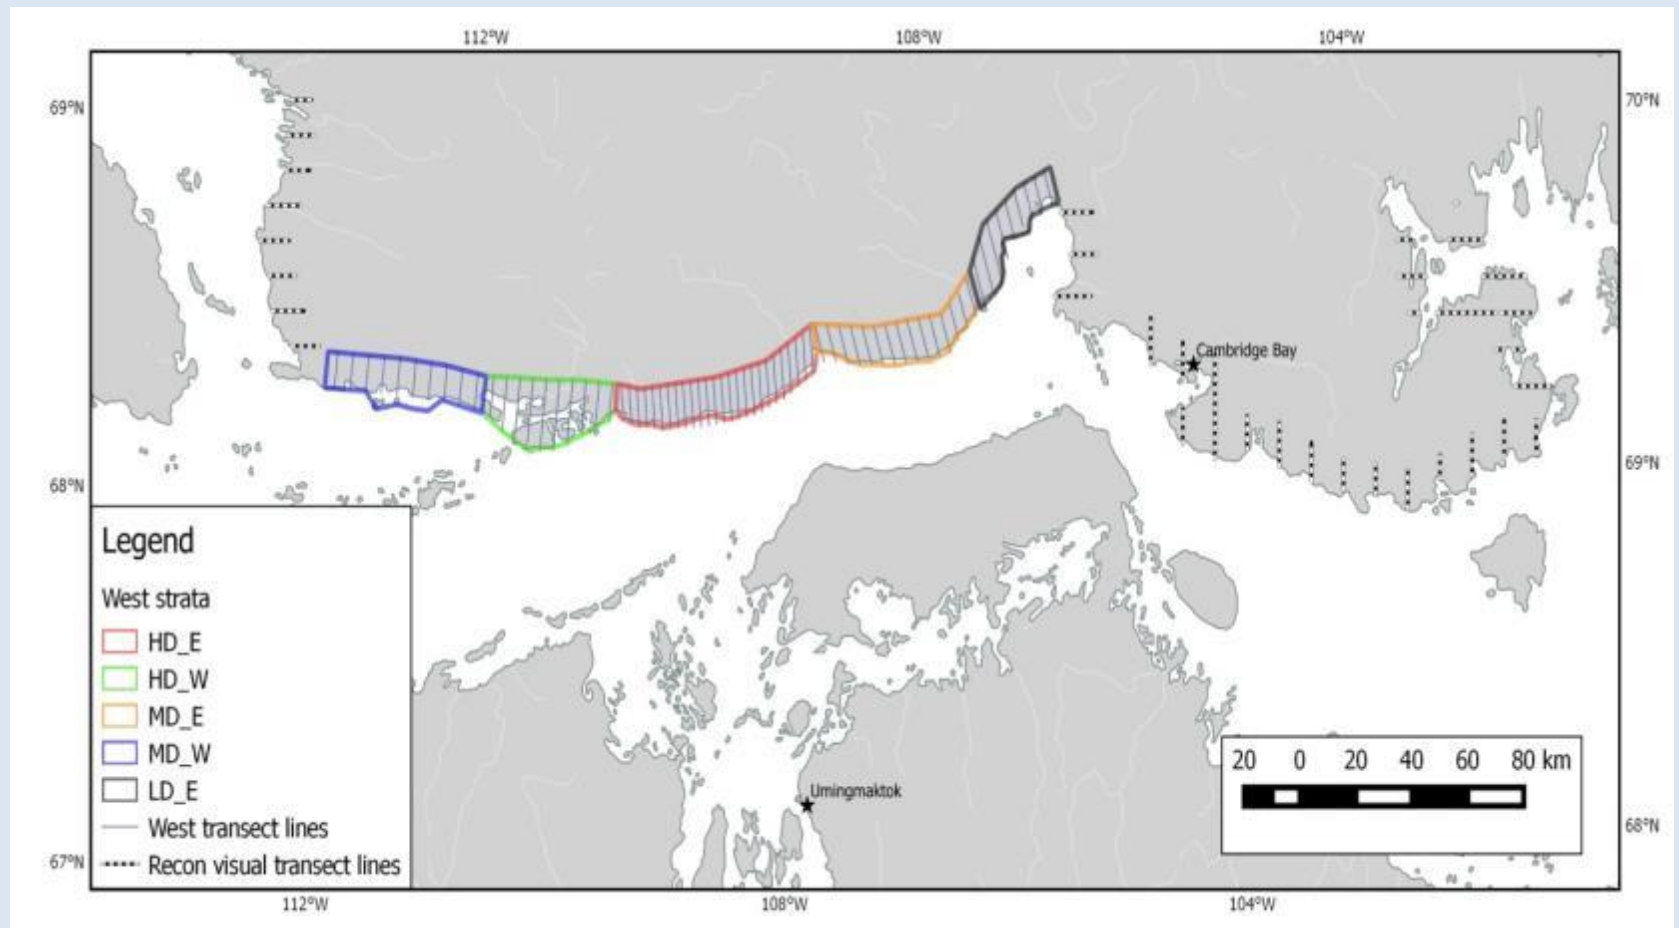 112°W 108°W 104°W
69°N
70°N
Cambridge Bay
69°N
68°N
Legend
West strata
HD_E
HD_W
MD_E
MD_W
LD_E
West transect lines
Recon visual transect lines
20 0 20 40 60 80 km
Umingmaktok
68°N
67°N
112°W 108°W 104°W